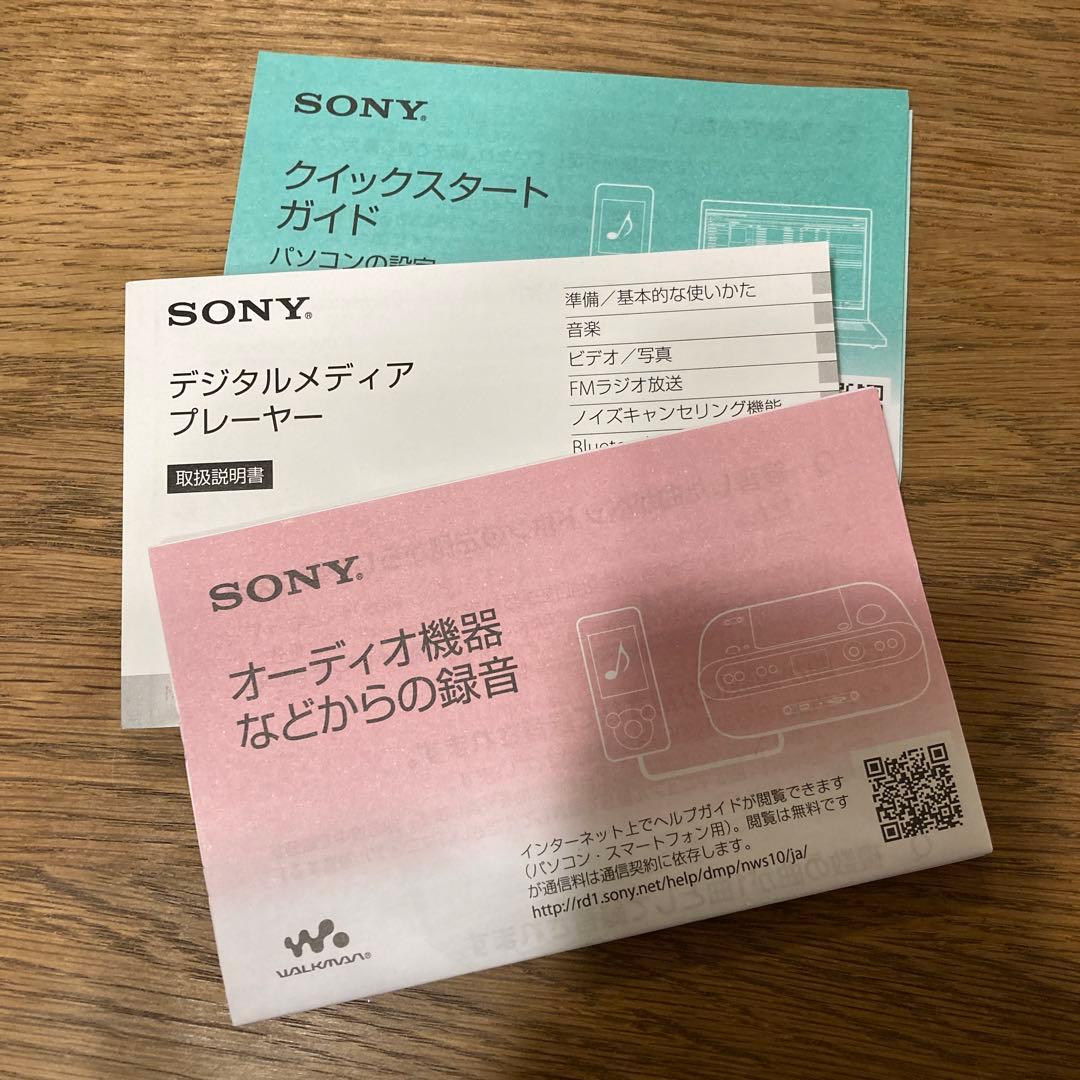 SONY®
クイックスタート
ガイド
パソコンの設定
SONY®
デジタルメディア
プレーヤー
取扱説明書
準備／基本的な使いかた
音楽
ビデオ／写真
FMラジオ放送
ノイズキャンセリング機能
SONY®
オーディオ機器
などからの録音
インターネット上でヘルプガイドが閲覧できます
（パソコン・スマートフォン用）。閲覧は無料です
が通信料は通信契約に依存します。
http://rd1.sony.net/help/dmp/nws10/ja/
WALKMAN®